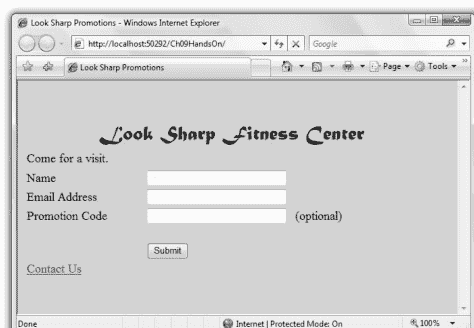 Look Sharp Promotions - Windows Internet Explorer
http://localhost:50292/Ch09HandsOn/
Google
Look Sharp Promotions
Page
Tools
Look Sharp Fitness Center
Come for a visit.
Name
Email Address
Promotion Code (optional)
Submit
Contact Us
Done Internet | Protected Mode: On 100%